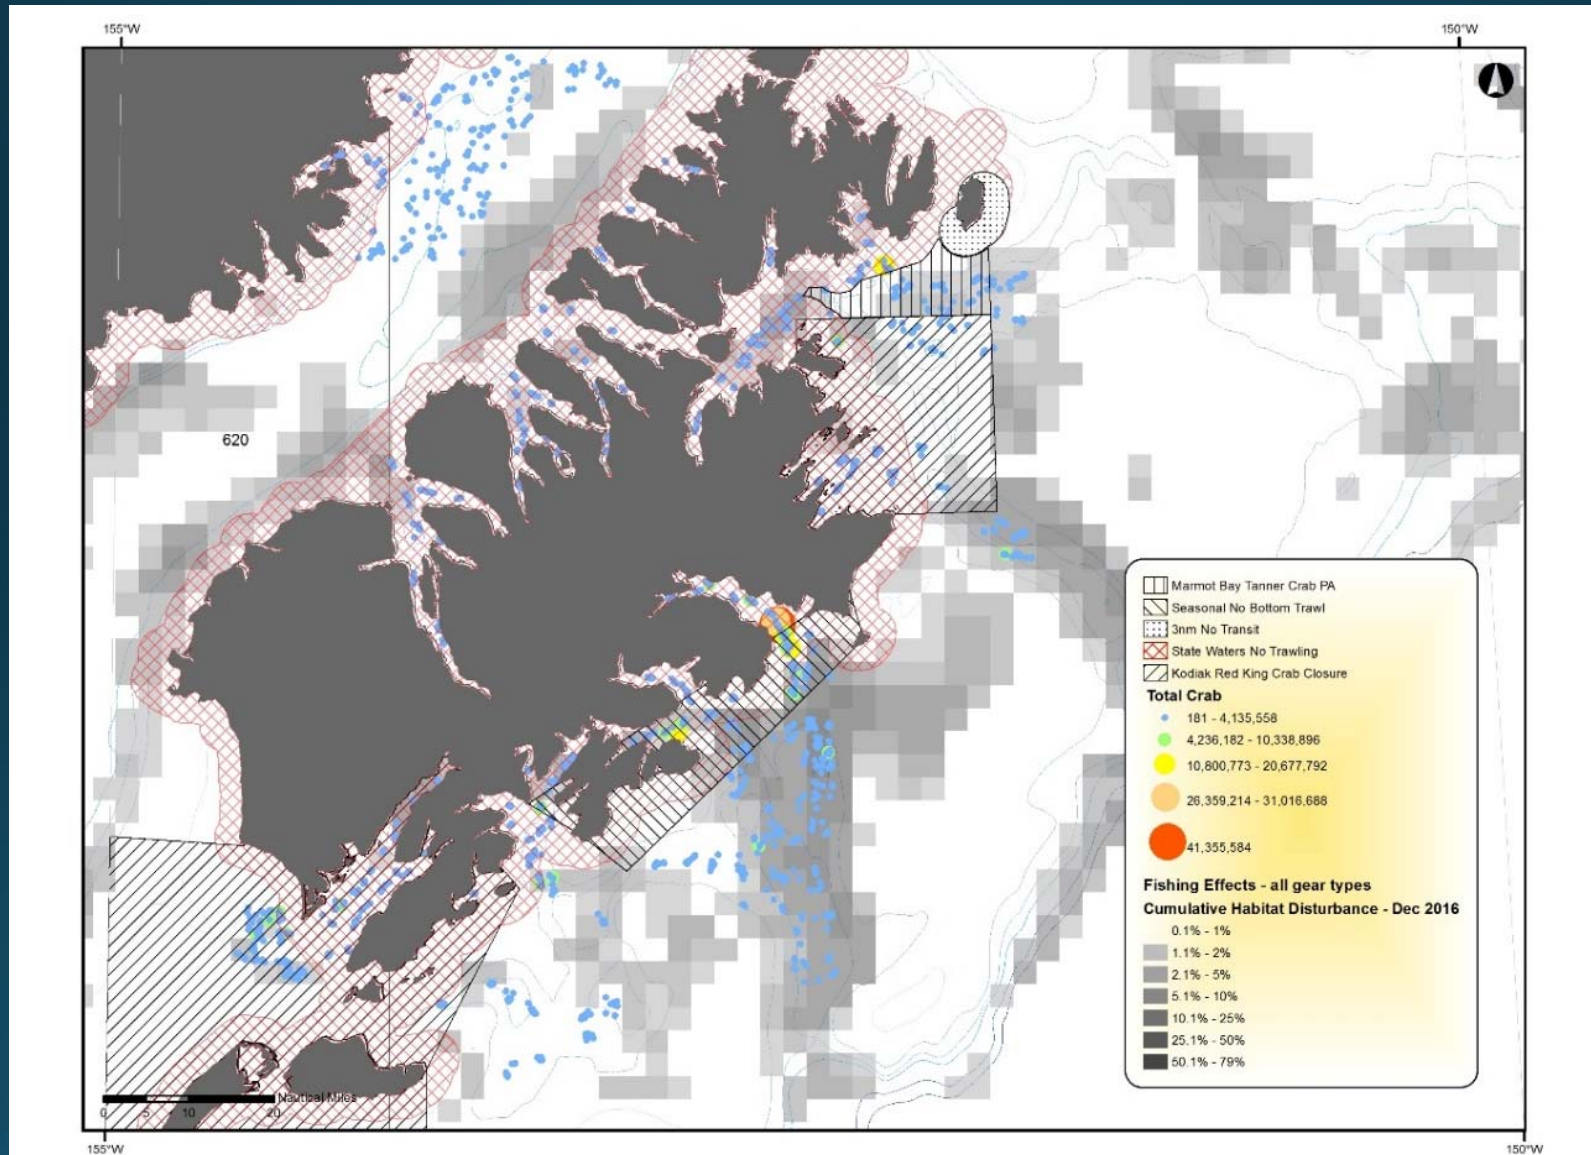 155°W
150°W
620
Marmot Bay Tanner Crab PA
Seasonal No Bottom Trawl
3nm No Transit
State Waters No Trawling
Kodiak Red King Crab Closure
Total Crab
181 - 4,135,558
4,236,182 - 10,338,896
10,800,773 - 20,677,792
26,359,214 - 31,016,688
41,355,584
Fishing Effects - all gear types
Cumulative Habitat Disturbance - Dec 2016
0.1% - 1%
1.1% - 2%
2.1% - 5%
5.1% - 10%
10.1% - 25%
25.1% - 50%
50.1% - 79%
Nautical Miles
0 5 10 20
155°W
150°W